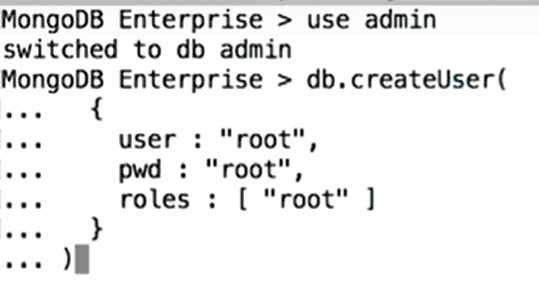 MongoDB Enterprise > use admin
switched to db admin
MongoDB Enterprise > db.createUser(
...   {
...     user : "root",
...     pwd : "root",
...     roles : [ "root" ]
...   }
... )